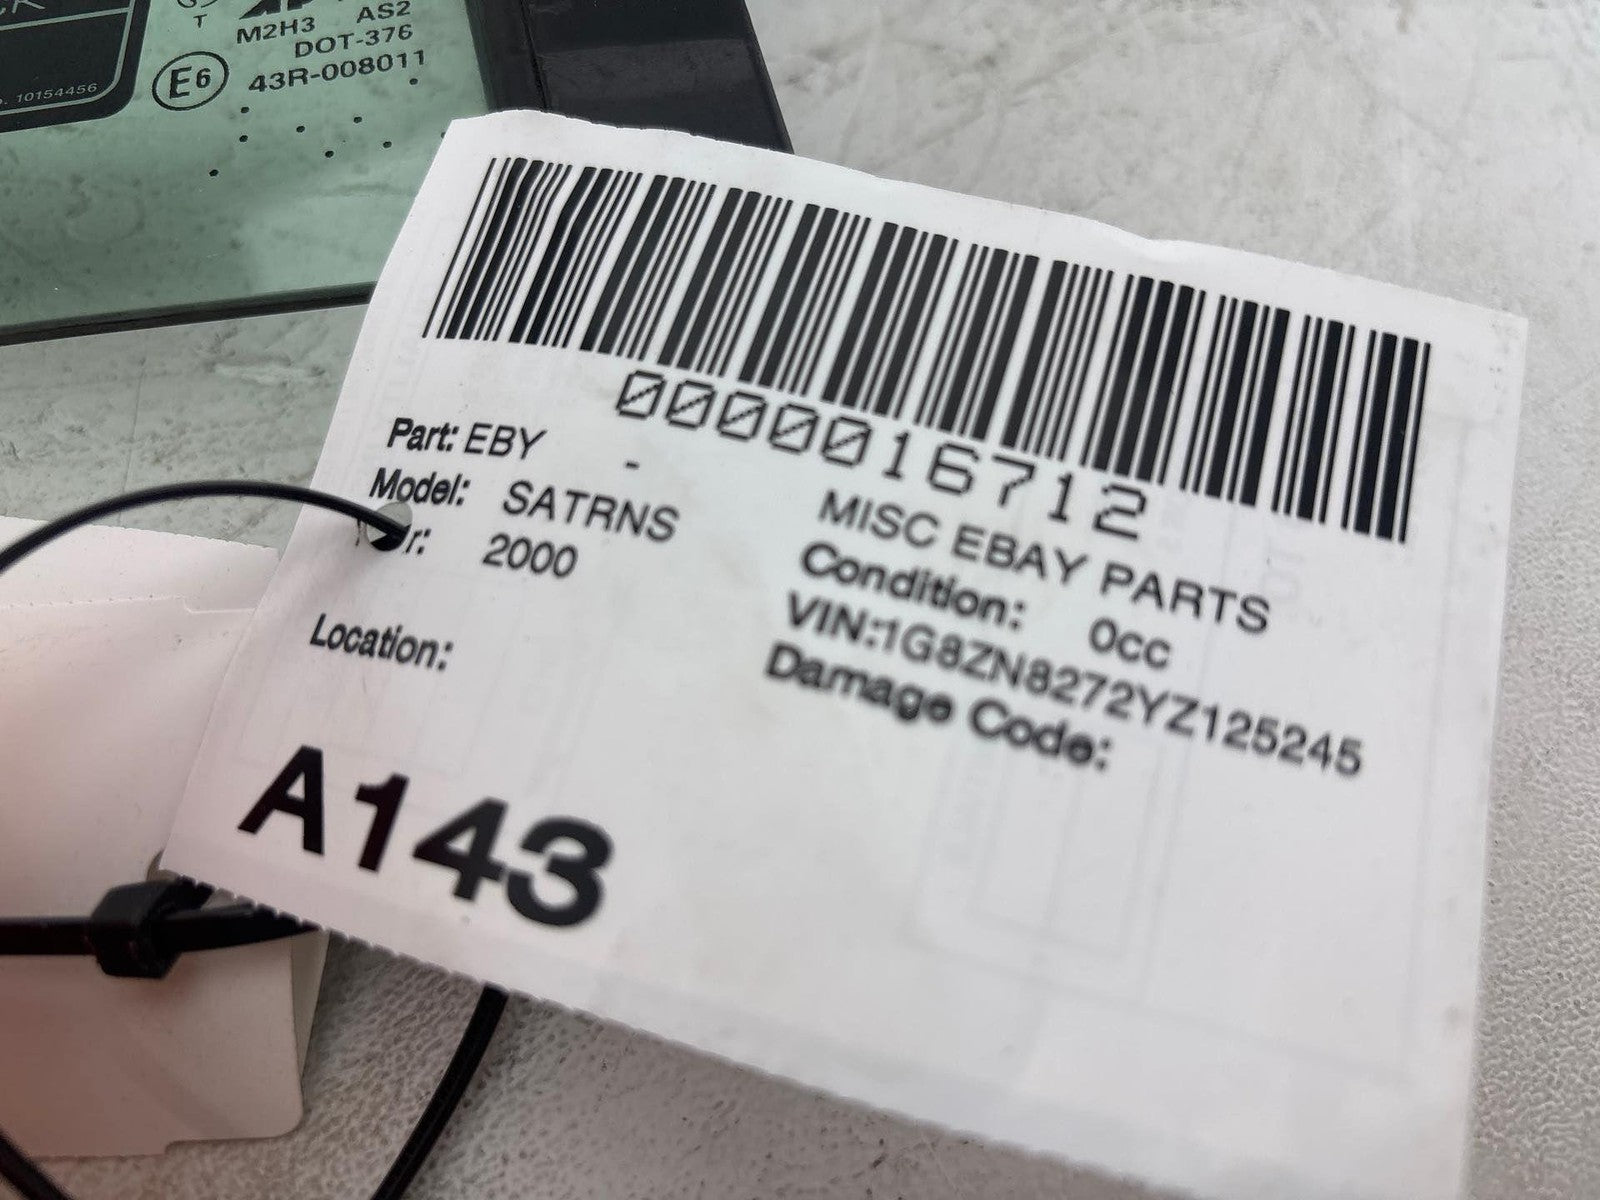 T
M2H3 AS2
DOT-376
E6 43R-008011
10154456
0000016712
Part: EBY -
MISC EBAY PARTS
Model: SATRNS
Condition: 0cc
r: 2000
VIN:1G8ZN8272YZ125245
Damage Code:
Location:
A143